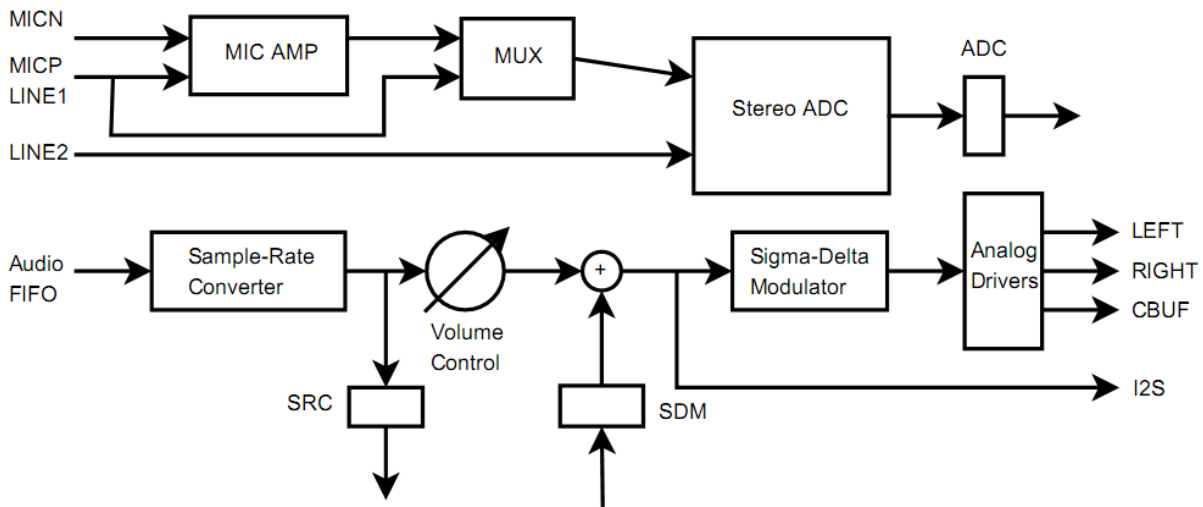 MICN
MIC AMP
MUX
ADC
MICP
LINE1
Stereo ADC
LINE2
Audio
FIFO
Sample-Rate
Converter
Volume
Control
+
Sigma-Delta
Modulator
Analog
Drivers
LEFT
RIGHT
CBUF
SRC
SDM
I2S